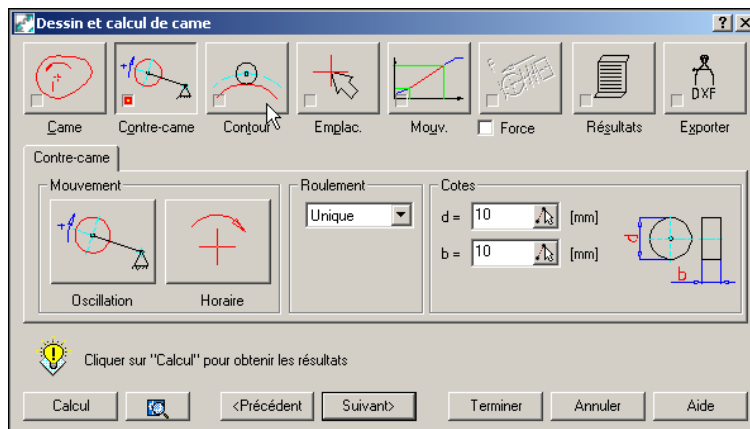 Dessin et calcul de came
DXF
Came
Contre-came
Contour
Emplac.
Mouv.
Force
Résultats
Exporter
Contre-came
Mouvement
Roulement
Cotes
Unique
d = 10 [mm]
b = 10 [mm]
d
b
Oscillation
Horaire
Cliquer sur "Calcul" pour obtenir les résultats
Calcul
<Précédent
Suivant>
Terminer
Annuler
Aide